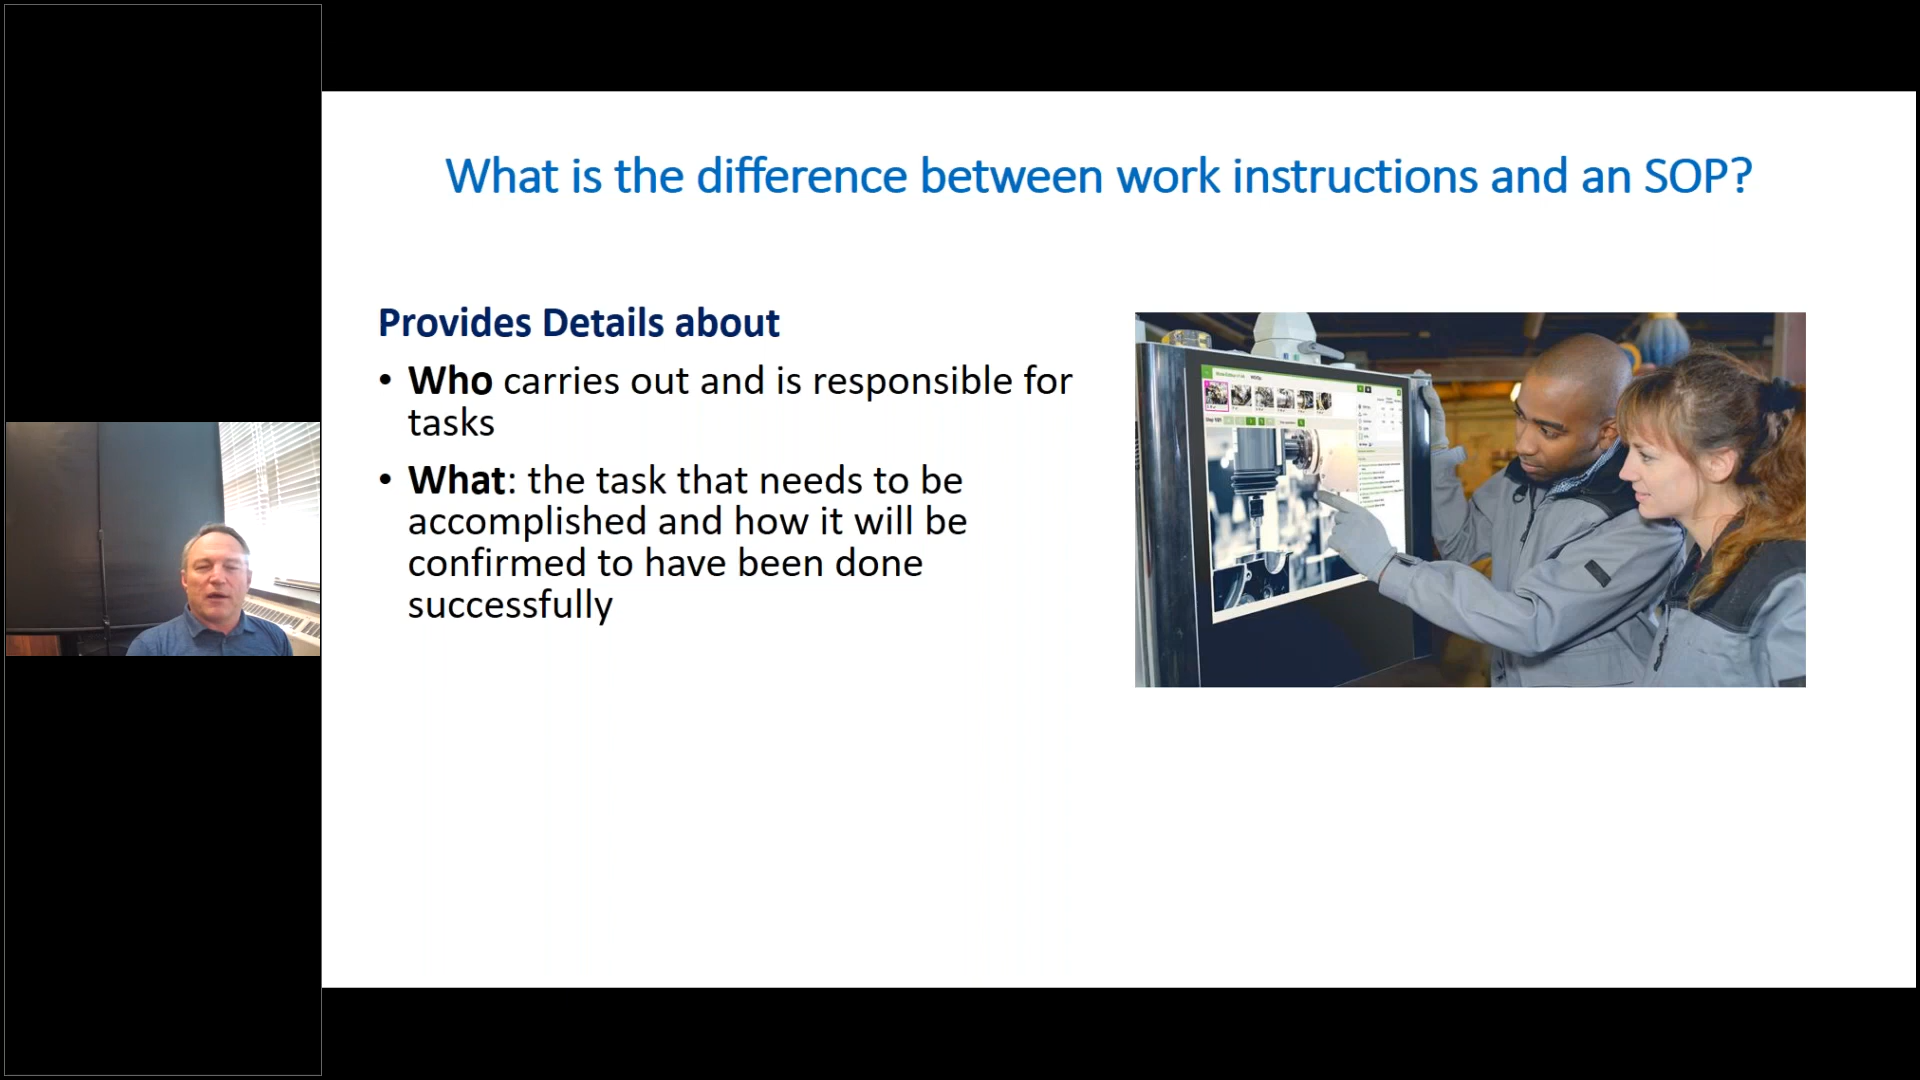 What is the difference between work instructions and an SOP?
Provides Details about
• Who carries out and is responsible for
tasks
• What: the task that needs to be
accomplished and how it will be
confirmed to have been done
successfully